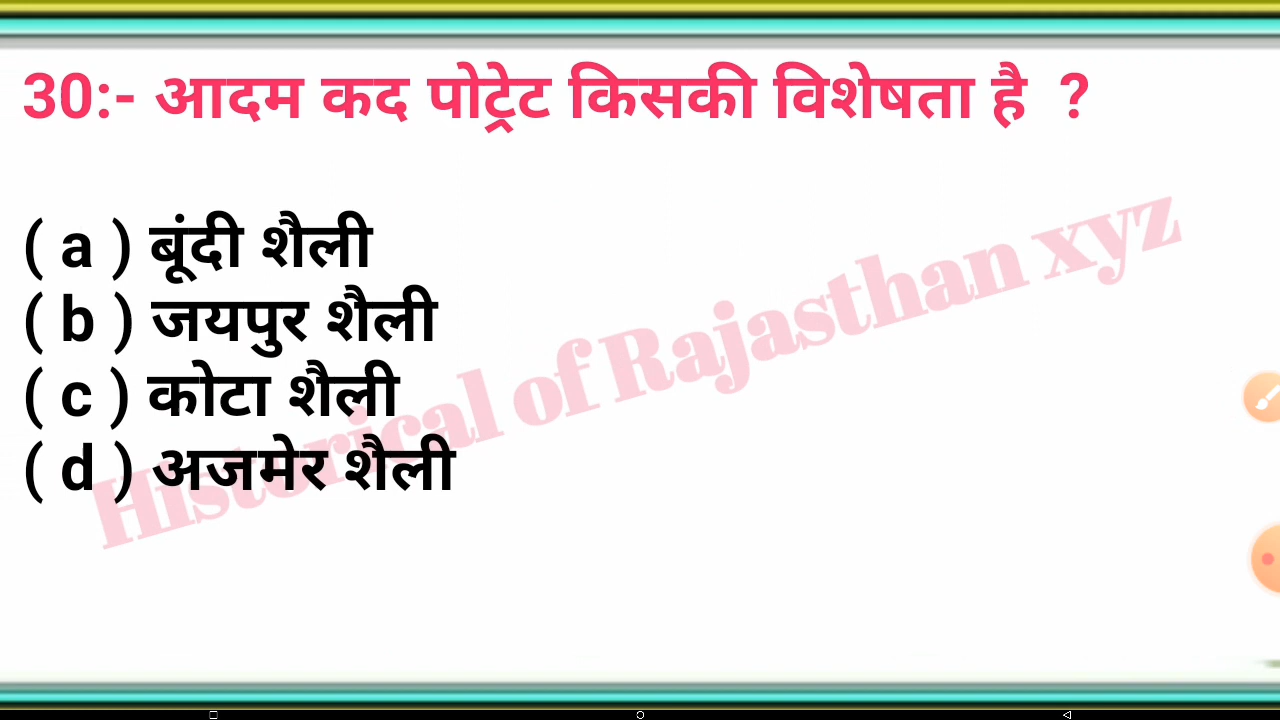 30:- आदम कद पोट्रेट किसकी विशेषता है ?
( a ) बूंदी शैली
( b ) जयपुर शैली
( c ) कोटा शैली
( d ) अजमेर शैली
Historical of Rajasthan xyz